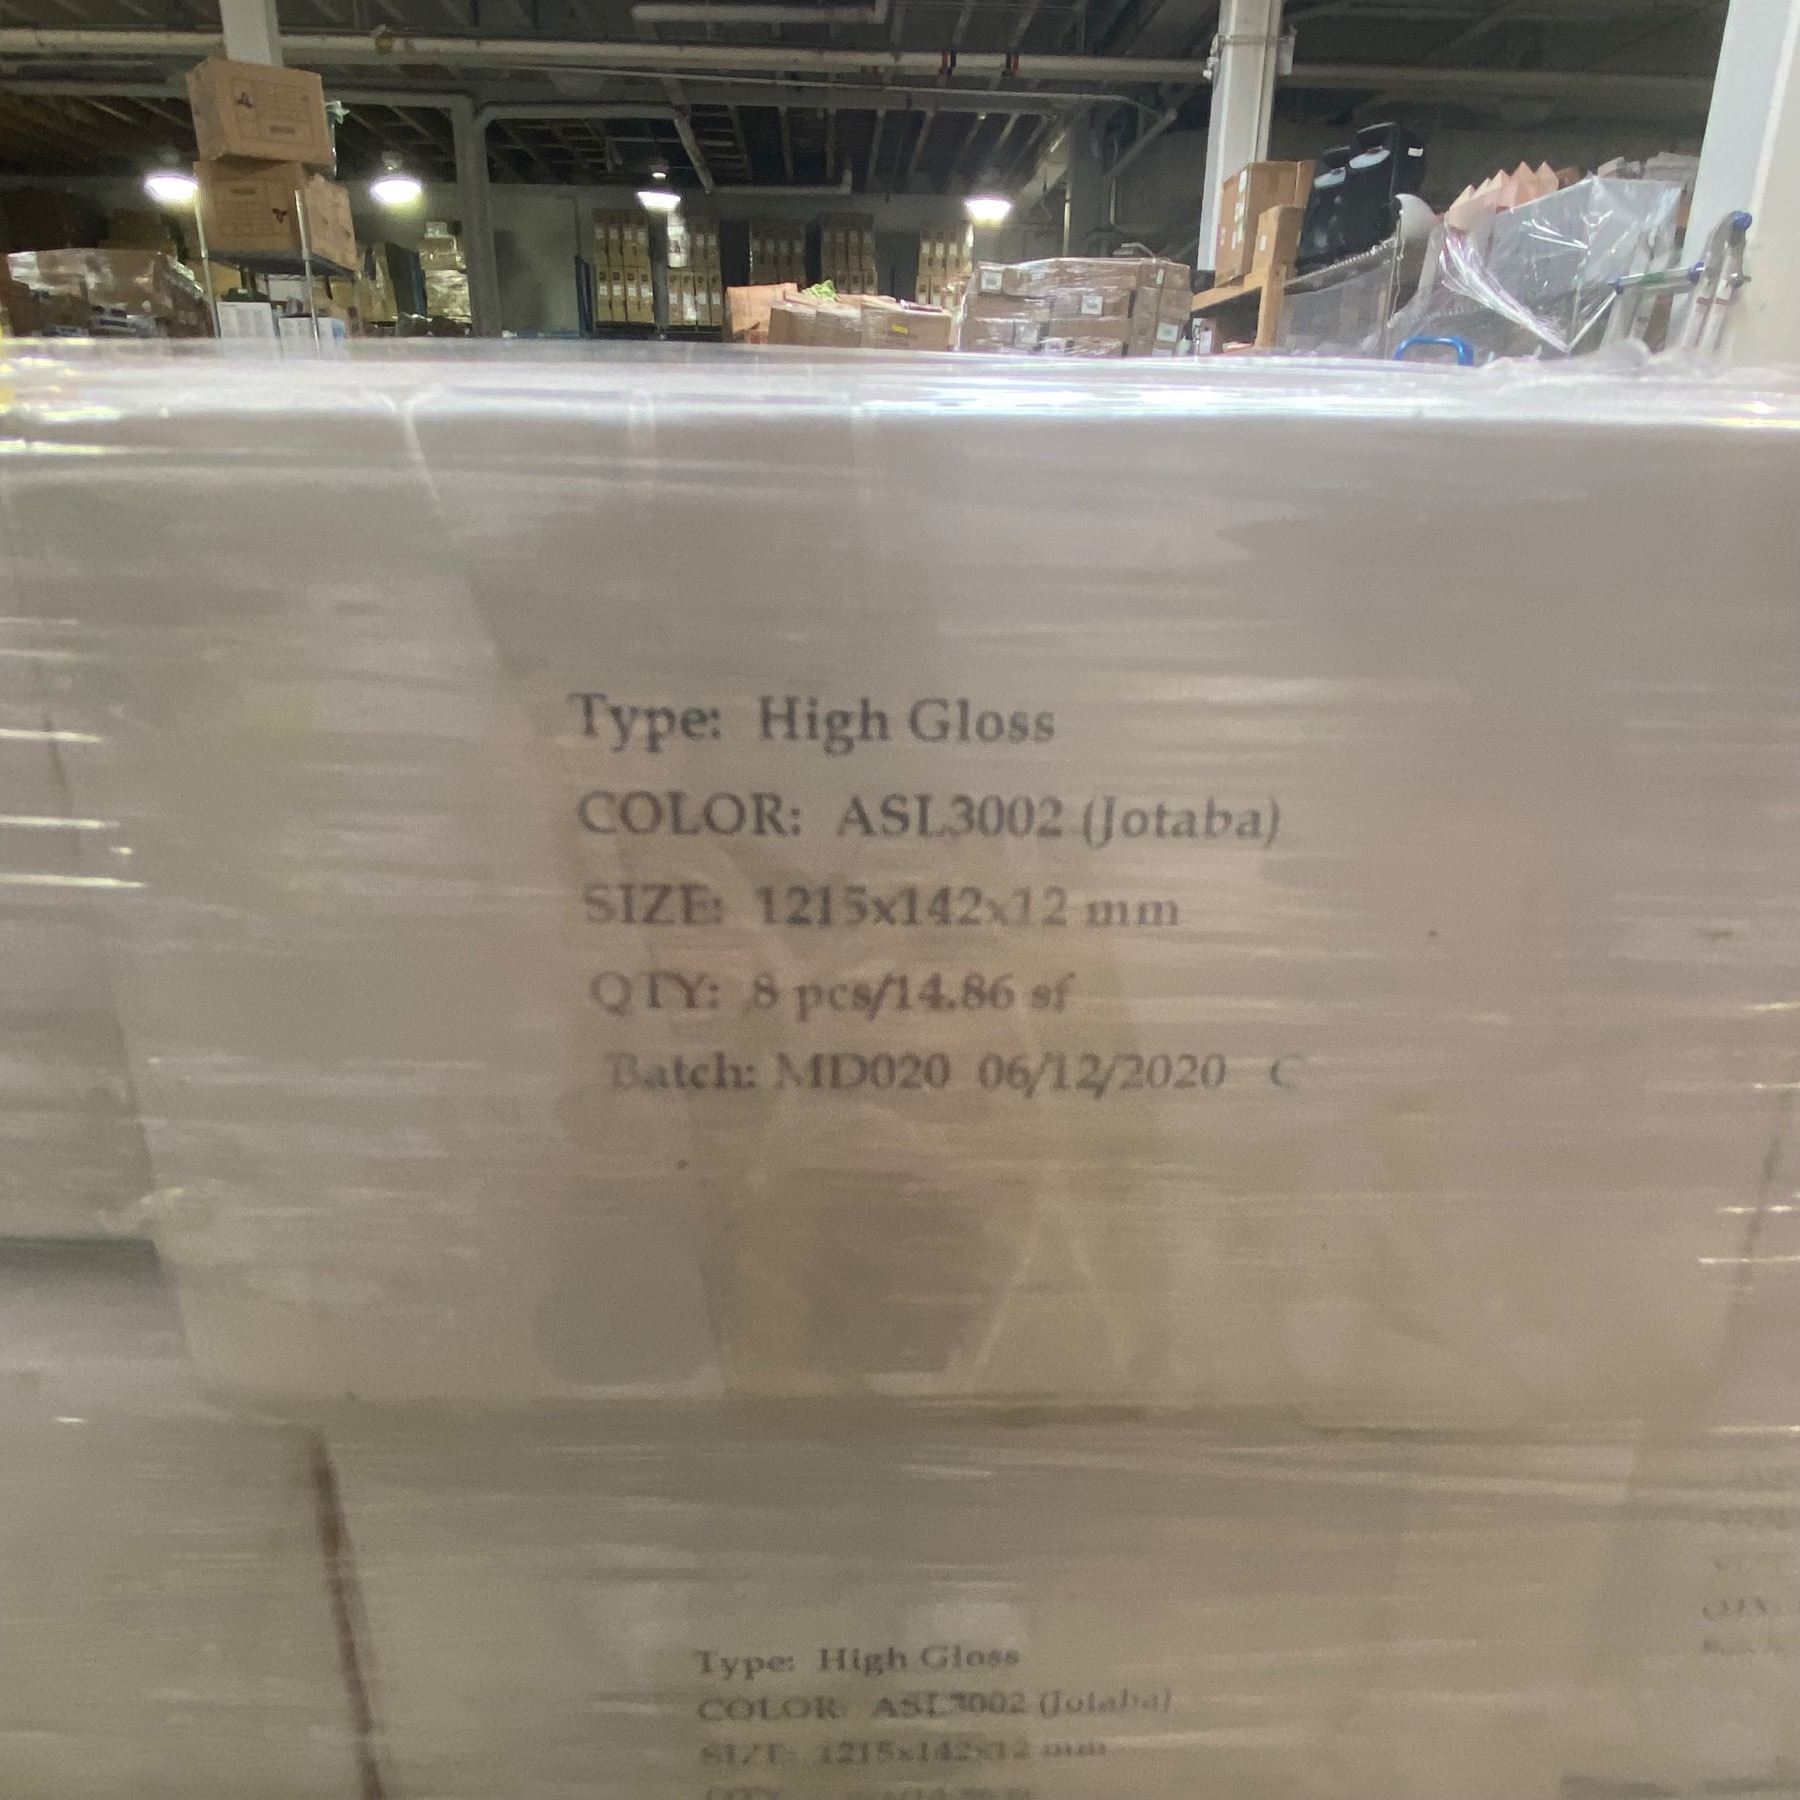 Type: High Gloss
COLOR: ASL3002 (Jotaba)
SIZE: 1215x142x12 mm
QTY: 8 pcs/14.86 sf
Batch: MD020 06/12/2020 C
Type: High Gloss
COLOR: ASL3002 (Jotaba)
SIZE: 1215x142x12 mm